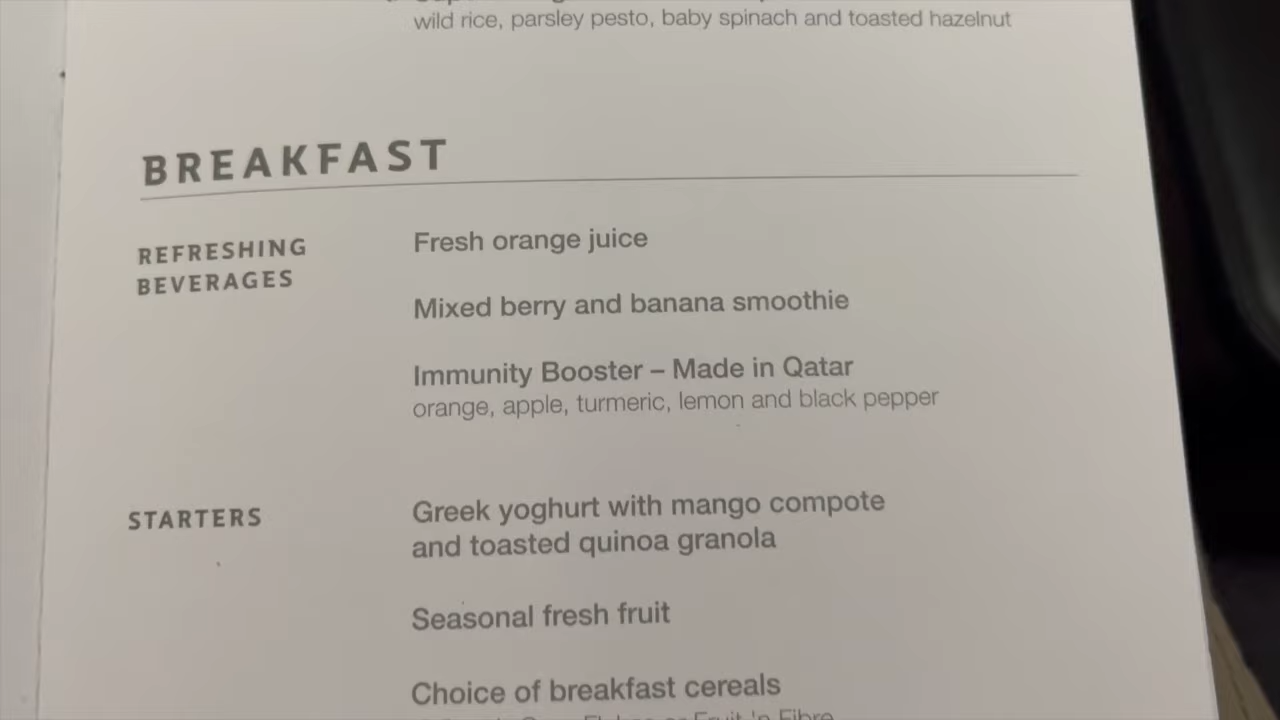 wild rice, parsley pesto, baby spinach and toasted hazelnut
BREAKFAST
REFRESHING
BEVERAGES
Fresh orange juice
Mixed berry and banana smoothie
Immunity Booster – Made in Qatar
orange, apple, turmeric, lemon and black pepper
STARTERS
Greek yoghurt with mango compote
and toasted quinoa granola
Seasonal fresh fruit
Choice of breakfast cereals
Fruit 'n Fibre